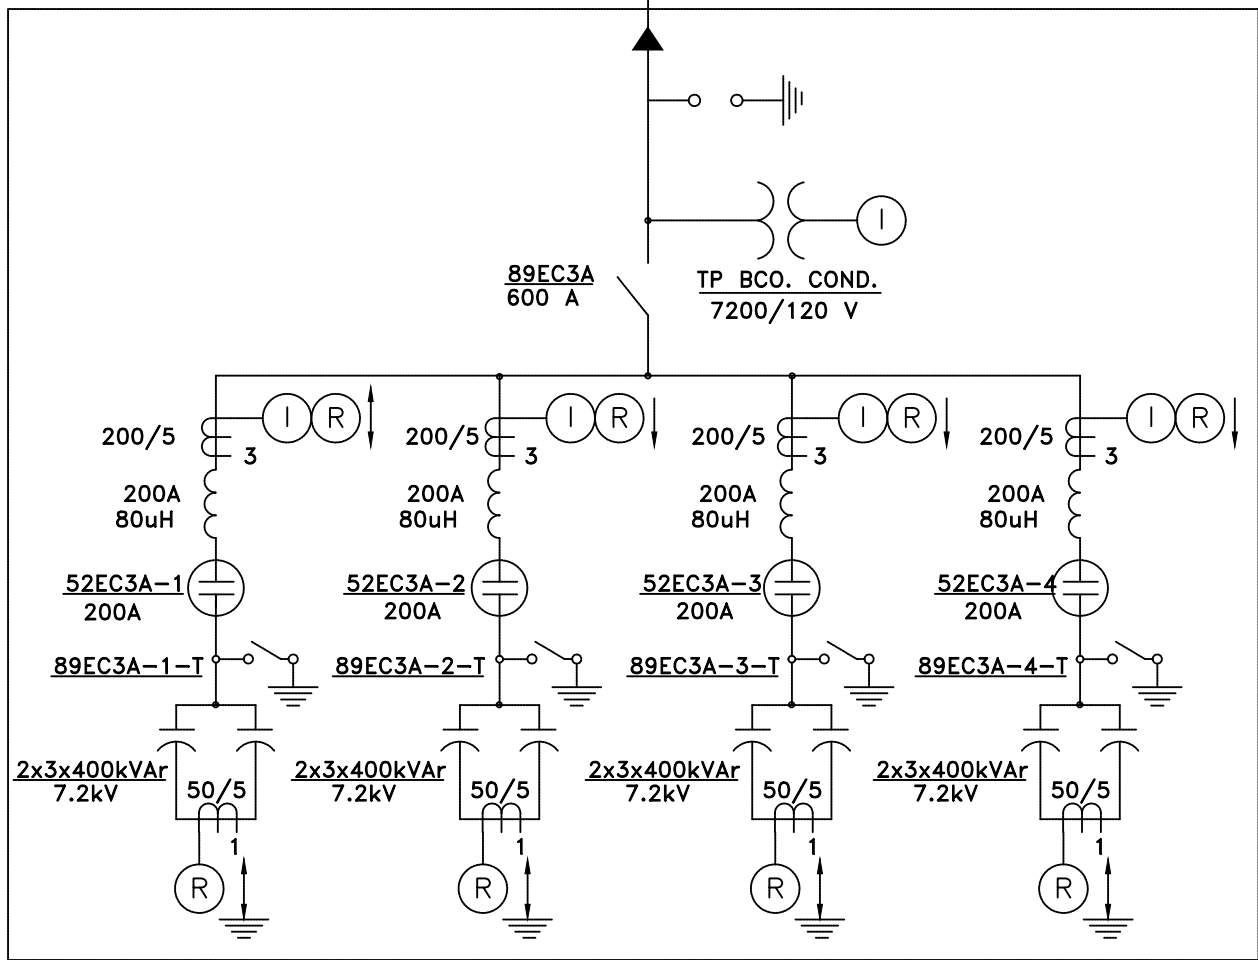 I
89EC3A
600 A
TP BCO. COND.
7200/120 V
I R I R I R I R
200/5 200/5 200/5 200/5
3 3 3 3
200A 200A 200A 200A
80uH 80uH 80uH 80uH
52EC3A-1 52EC3A-2 52EC3A-3 52EC3A-4
200A 200A 200A 200A
89EC3A-1-T 89EC3A-2-T 89EC3A-3-T 89EC3A-4-T
2x3x400kVAr 2x3x400kVAr 2x3x400kVAr 2x3x400kVAr
7.2kV 50/5 7.2kV 50/5 7.2kV 50/5 7.2kV 50/5
1 1 1 1
R R R R